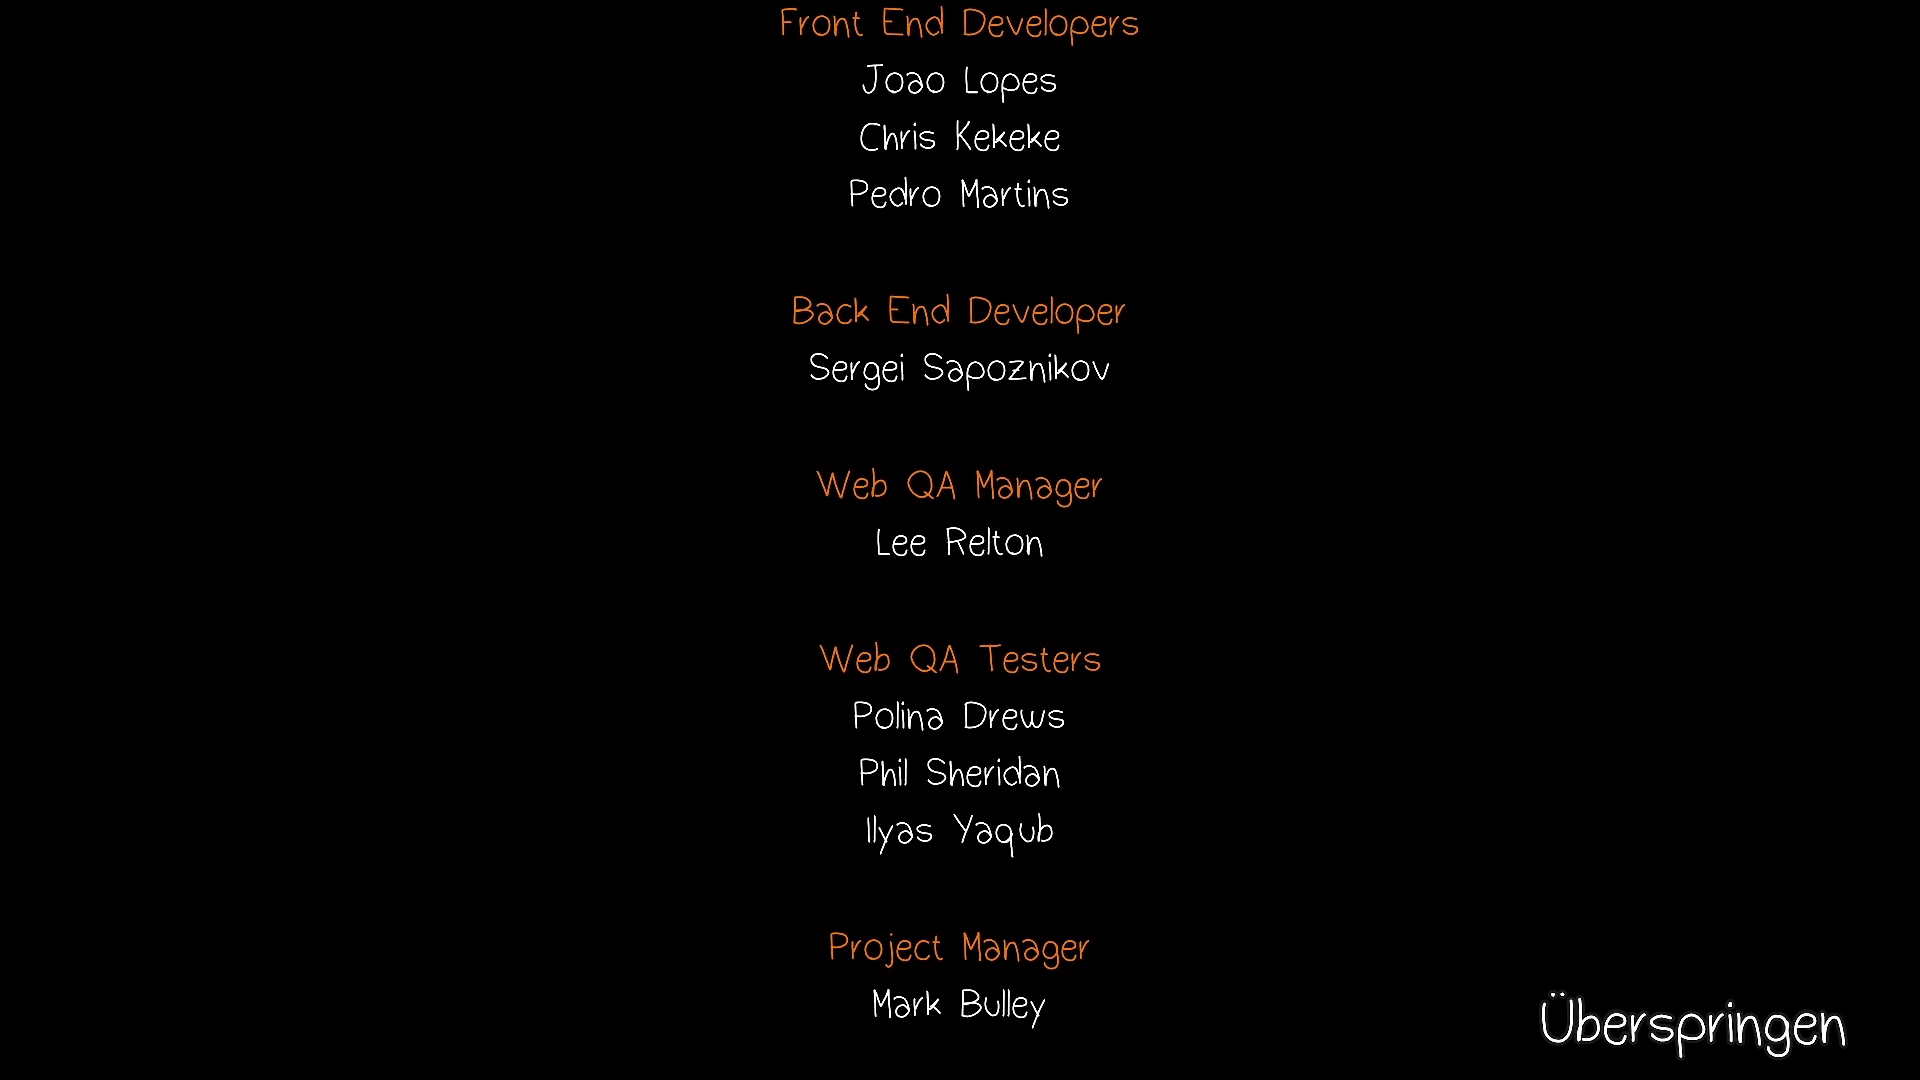 Front End Developers
Joao Lopes
Chris Kekeke
Pedro Martins
Back End Developer
Sergei Sapoznikov
Web QA Manager
Lee Relton
Web QA Testers
Polina Drews
Phil Sheridan
Ilyas Yaqub
Project Manager
Mark Bulley
Überspringen